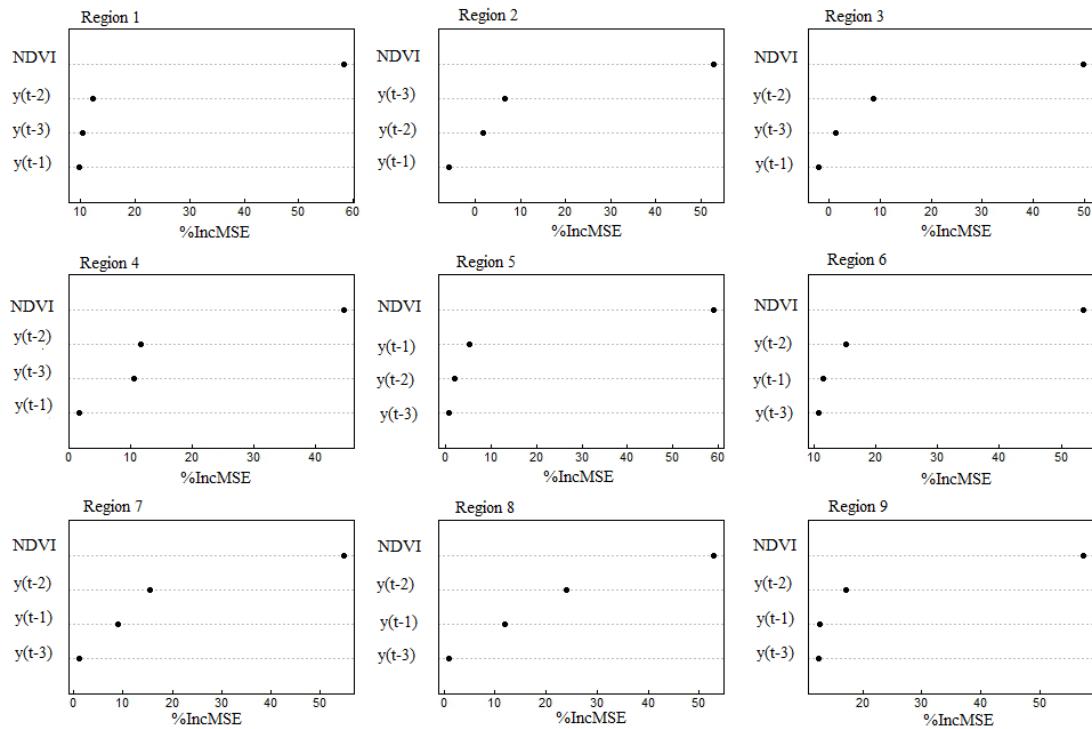 Region 1
NDVI
y(t-2)
y(t-3)
y(t-1)
10 20 30 40 50 60
%IncMSE
Region 2
NDVI
y(t-3)
y(t-2)
y(t-1)
0 10 20 30 40 50
%IncMSE
Region 3
NDVI
y(t-2)
y(t-3)
y(t-1)
0 10 20 30 40 50
%IncMSE
Region 4
NDVI
y(t-2)
y(t-3)
y(t-1)
0 10 20 30 40
%IncMSE
Region 5
NDVI
y(t-1)
y(t-2)
y(t-3)
0 10 20 30 40 50 60
%IncMSE
Region 6
NDVI
y(t-2)
y(t-1)
y(t-3)
10 20 30 40 50
%IncMSE
Region 7
NDVI
y(t-2)
y(t-1)
y(t-3)
0 10 20 30 40 50
%IncMSE
Region 8
NDVI
y(t-2)
y(t-1)
y(t-3)
0 10 20 30 40 50
%IncMSE
Region 9
NDVI
y(t-2)
y(t-1)
y(t-3)
20 30 40 50
%IncMSE